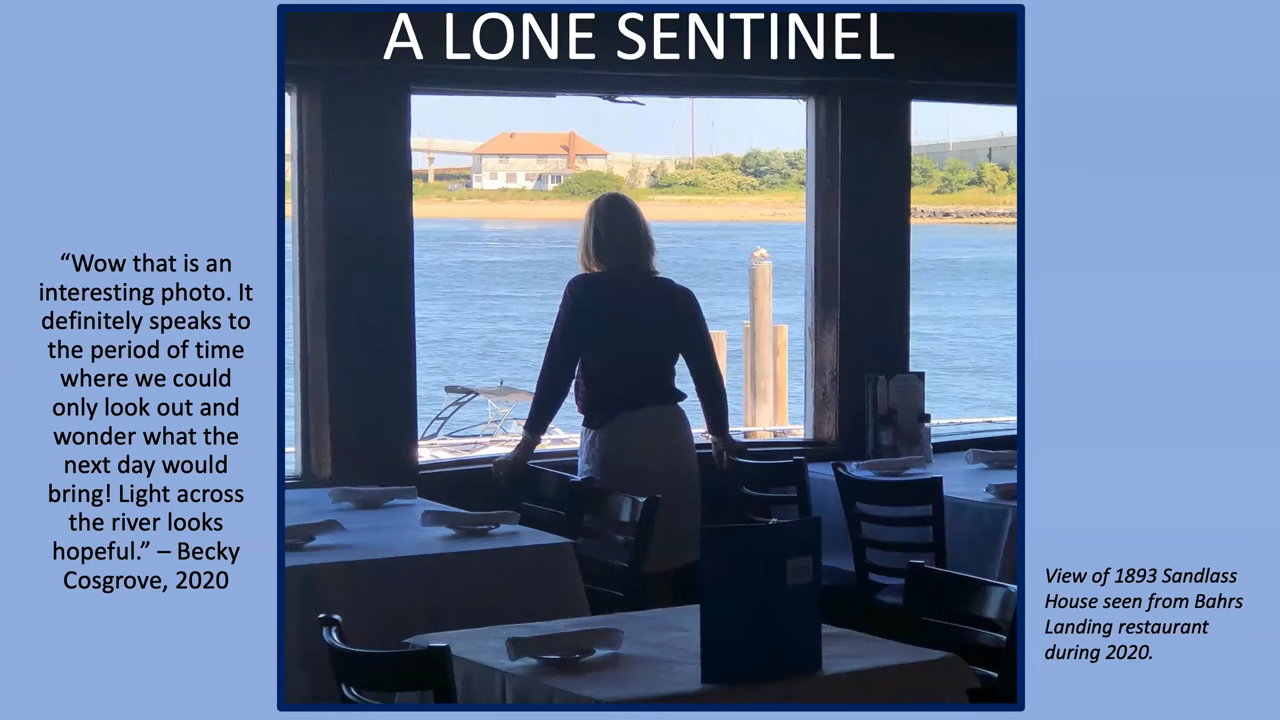 A LONE SENTINEL
“Wow that is an
interesting photo. It
definitely speaks to
the period of time
where we could
only look out and
wonder what the
next day would
bring! Light across
the river looks
hopeful.” – Becky
Cosgrove, 2020
View of 1893 Sandlass
House seen from Bahrs
Landing restaurant
during 2020.